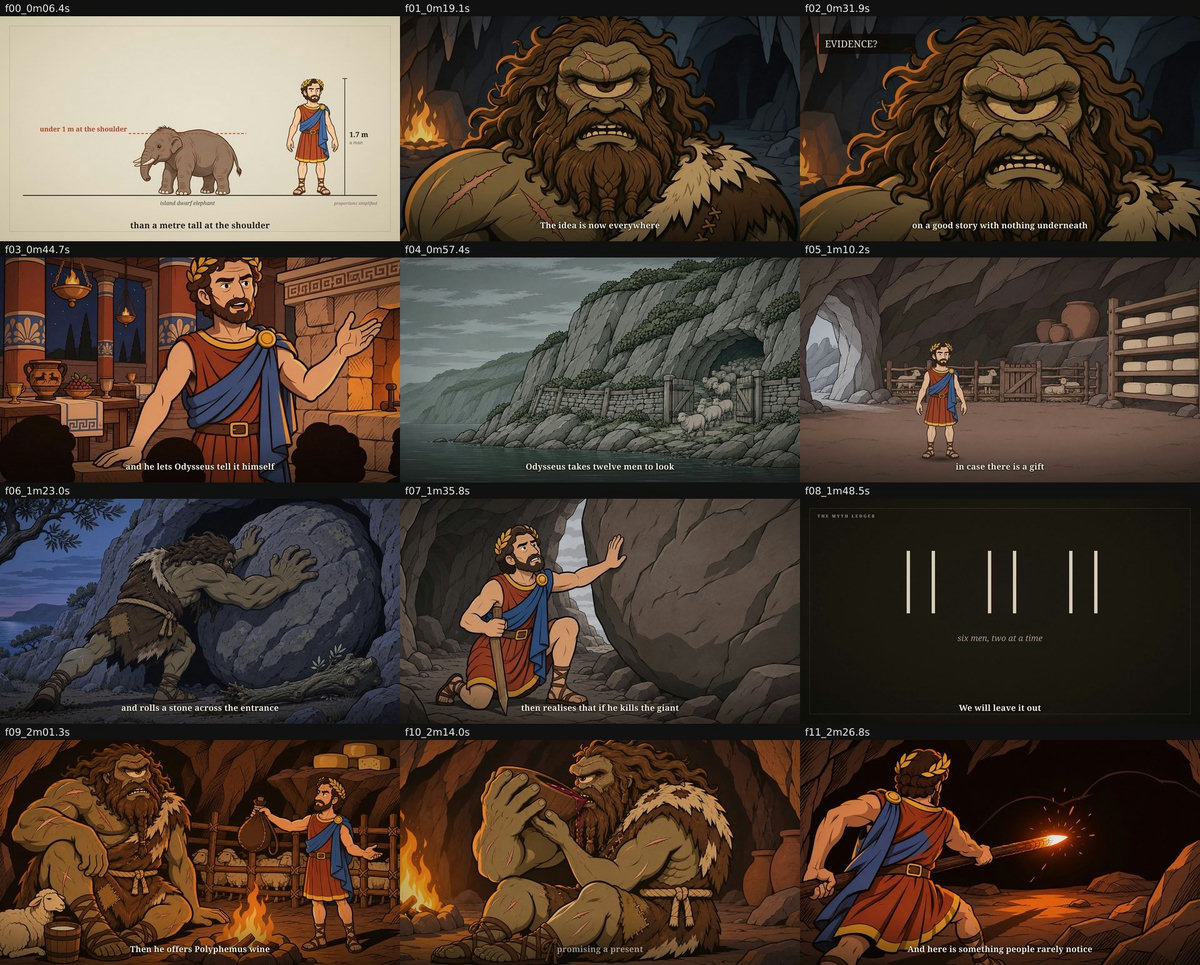 f00_0m06.4s
under 1 m at the shoulder
1.7 m
a man
island dwarf elephant
proportions simplified
than a metre tall at the shoulder
f01_0m19.1s
The idea is now everywhere
f02_0m31.9s
EVIDENCE?
on a good story with nothing underneath
f03_0m44.7s
and he lets Odysseus tell it himself
f04_0m57.4s
Odysseus takes twelve men to look
f05_1m10.2s
in case there is a gift
f06_1m23.0s
and rolls a stone across the entrance
f07_1m35.8s
then realises that if he kills the giant
f08_1m48.5s
THE MYTH LEDGER
six men, two at a time
We will leave it out
f09_2m01.3s
Then he offers Polyphemus wine
f10_2m14.0s
promising a present
f11_2m26.8s
And here is something people rarely notice